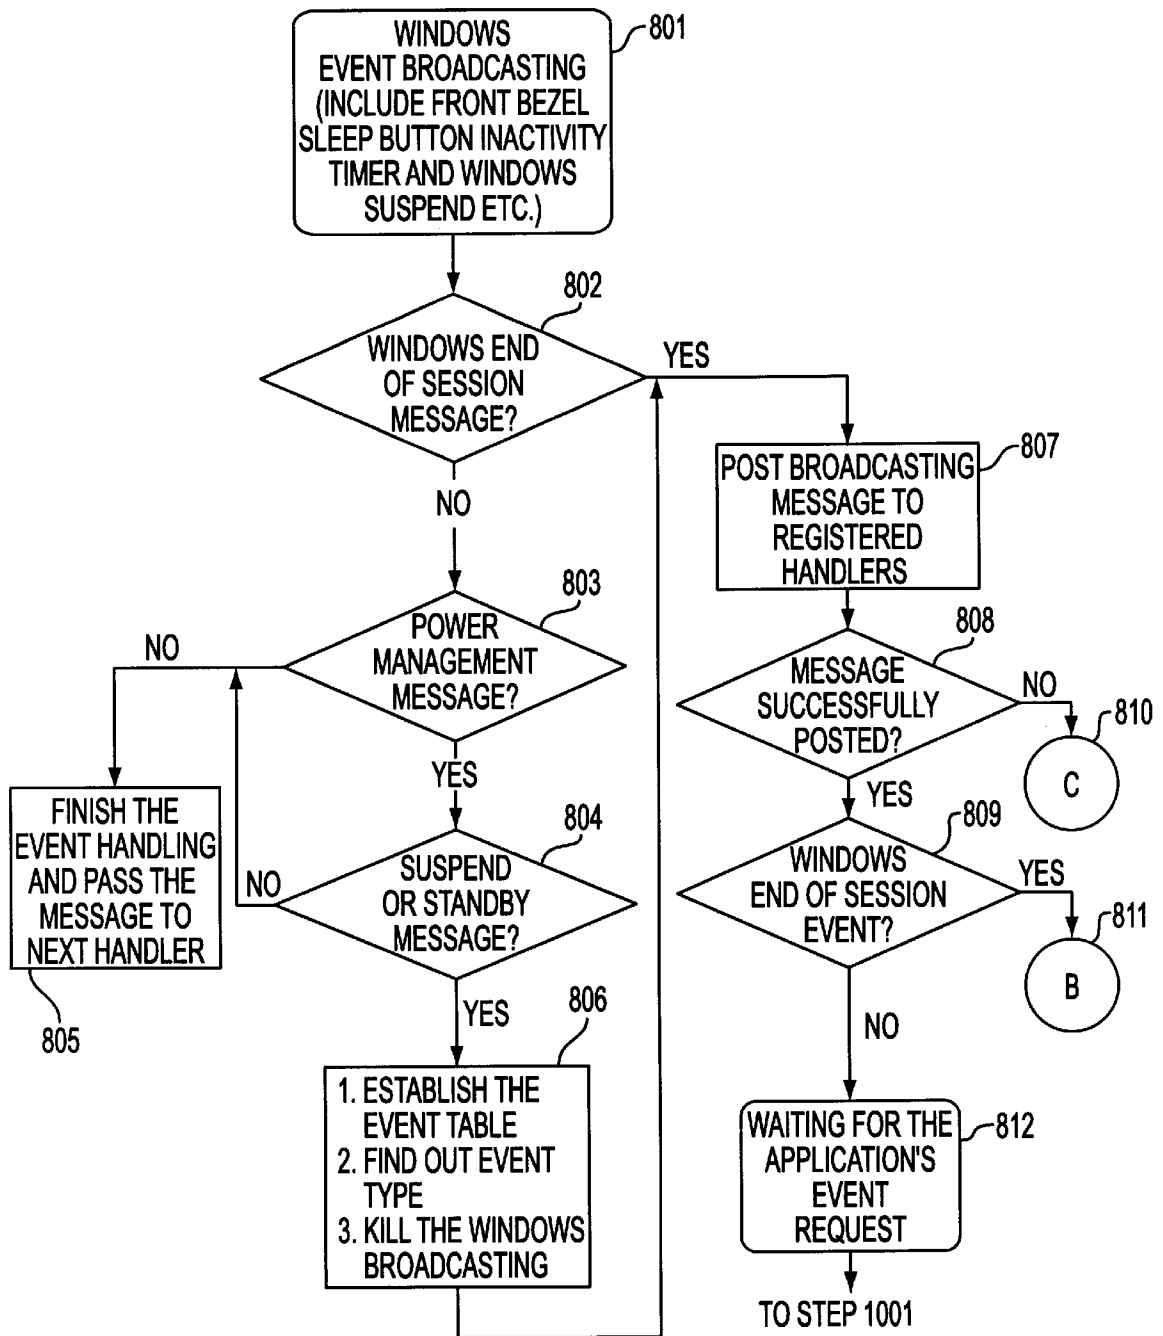 WINDOWS
EVENT BROADCASTING
(INCLUDE FRONT BEZEL
SLEEP BUTTON INACTIVITY
TIMER AND WINDOWS
SUSPEND ETC.)
801
802
WINDOWS END
OF SESSION
MESSAGE?
YES
NO
807
POST BROADCASTING
MESSAGE TO
REGISTERED
HANDLERS
803
POWER
MANAGEMENT
MESSAGE?
NO
YES
808
MESSAGE
SUCCESSFULLY
POSTED?
NO
810
C
YES
FINISH THE
EVENT HANDLING
AND PASS THE
MESSAGE TO
NEXT HANDLER
805
804
SUSPEND
OR STANDBY
MESSAGE?
NO
YES
809
WINDOWS
END OF SESSION
EVENT?
YES
811
B
NO
806
1. ESTABLISH THE
EVENT TABLE
2. FIND OUT EVENT
TYPE
3. KILL THE WINDOWS
BROADCASTING
WAITING FOR THE
APPLICATION'S
EVENT
REQUEST
812
TO STEP 1001